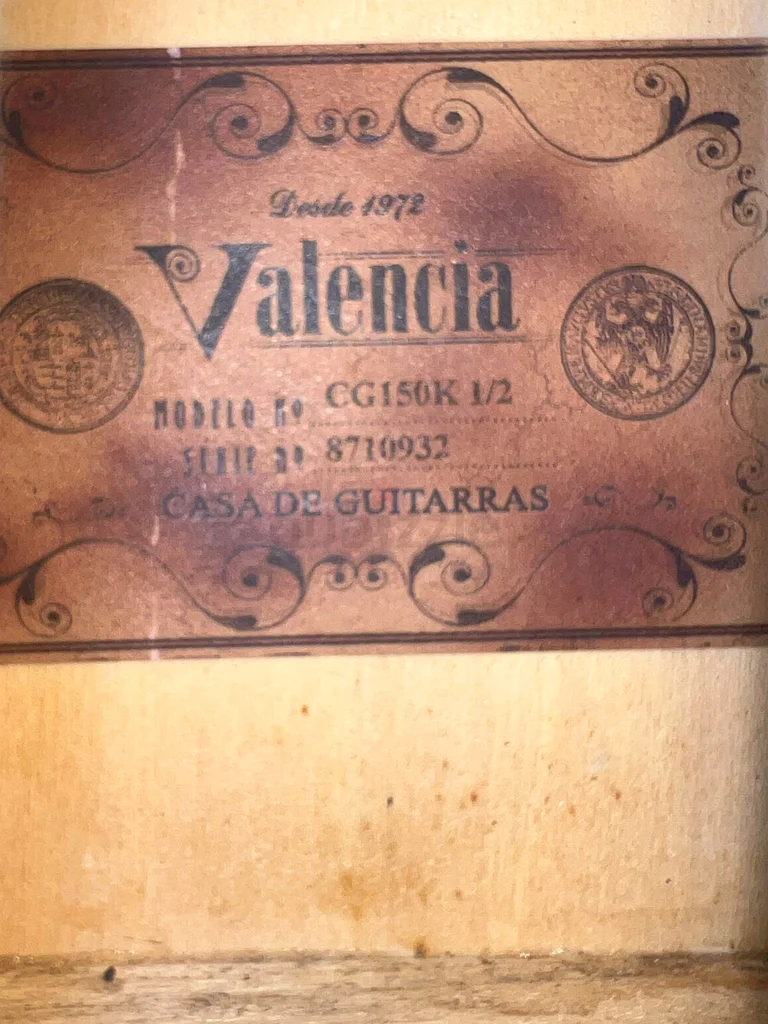 Desde 1972
Valencia
MODELO Nº CG150K 1/2
SERIE Nº 8710932
CASA DE GUITARRAS